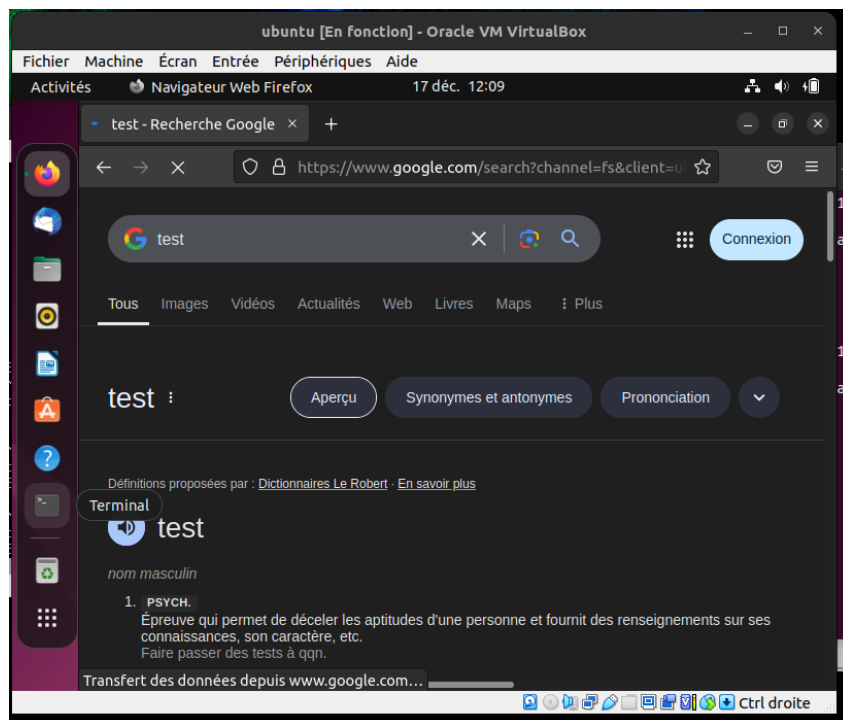 ubuntu [En fonction] - Oracle VM VirtualBox
Fichier Machine Écran Entrée Périphériques Aide
Activités Navigateur Web Firefox 17 déc. 12:09
test - Recherche Google
https://www.google.com/search?channel=fs&client=u
test
Connexion
Tous Images Vidéos Actualités Web Livres Maps Plus
test Aperçu Synonymes et antonymes Prononciation
Définitions proposées par : Dictionnaires Le Robert · En savoir plus
Terminal
test
nom masculin
1. PSYCH.
Épreuve qui permet de déceler les aptitudes d'une personne et fournit des renseignements sur ses
connaissances, son caractère, etc.
Faire passer des tests à qqn.
Transfert des données depuis www.google.com…
Ctrl droite